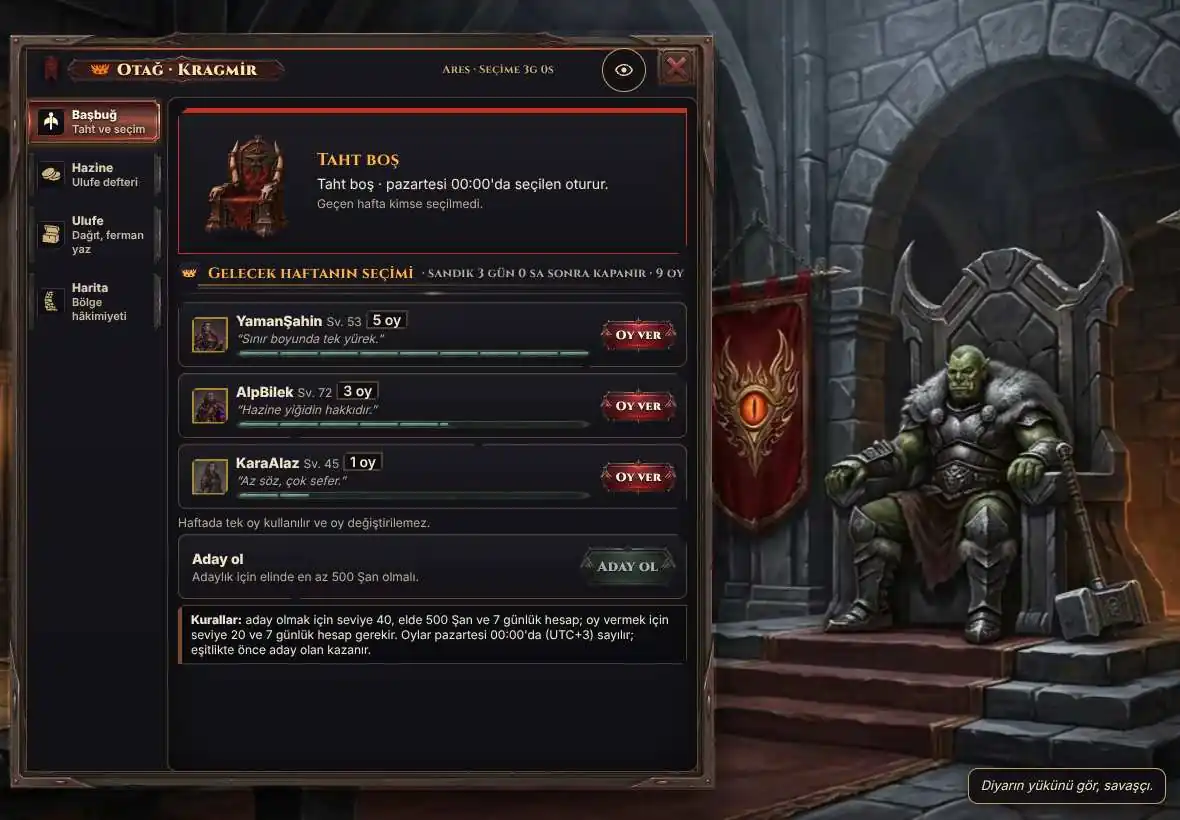 Otağ · Kragmir
Ares · Seçime 3g 0s
Başbuğ
Taht ve seçim
Hazine
Ulufe defteri
Ulufe
Dağıt, ferman
yaz
Harita
Bölge
hâkimiyeti
Taht boş
Taht boş · pazartesi 00:00'da seçilen oturur.
Geçen hafta kimse seçilmedi.
Gelecek haftanın seçimi · sandık 3 gün 0 sa sonra kapanır · 9 oy
YamanŞahin Sv. 53 5 oy
“Sınır boyunda tek yürek.”
Oy ver
AlpBilek Sv. 72 3 oy
“Hazine yiğidin hakkıdır.”
Oy ver
KaraAlaz Sv. 45 1 oy
“Az söz, çok sefer.”
Oy ver
Haftada tek oy kullanılır ve oy değiştirilemez.
Aday ol
Adaylık için elinde en az 500 Şan olmalı.
Aday ol
Kurallar: aday olmak için seviye 40, elde 500 Şan ve 7 günlük hesap; oy vermek için
seviye 20 ve 7 günlük hesap gerekir. Oylar pazartesi 00:00'da (UTC+3) sayılır;
eşitlikte önce aday olan kazanır.
Diyarın yükünü gör, savaşçı.